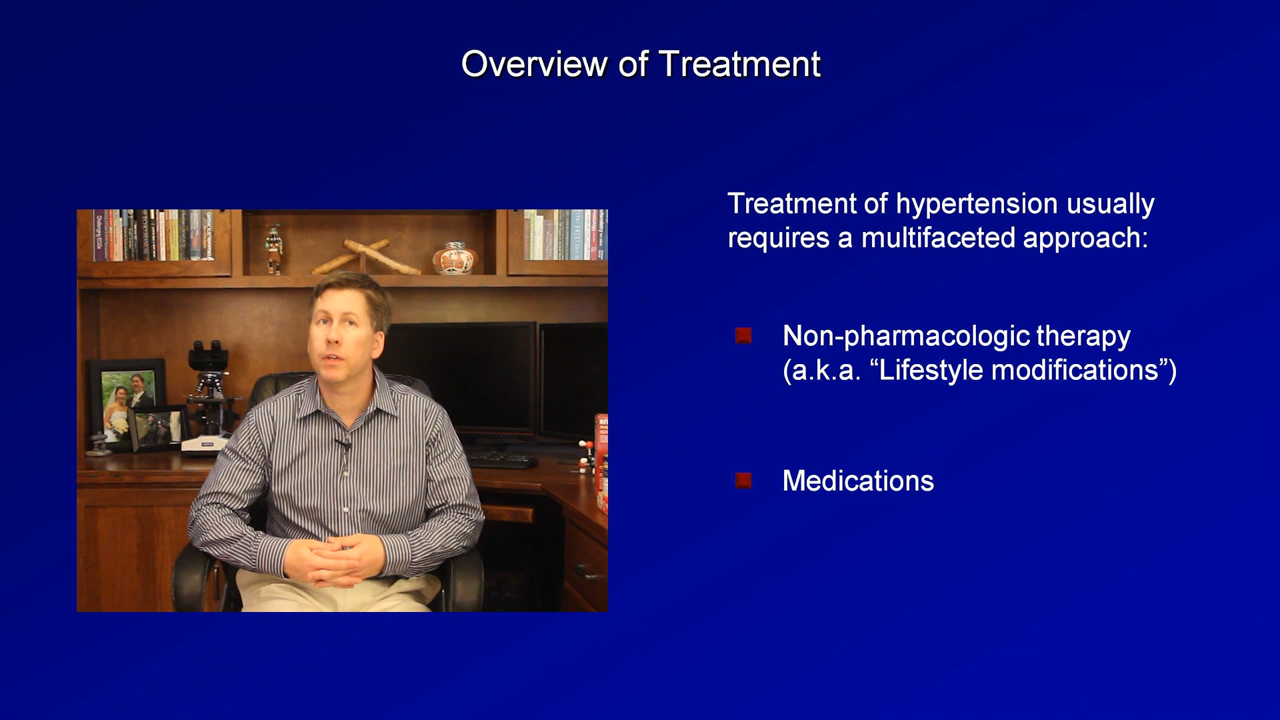 Overview of Treatment
Treatment of hypertension usually
requires a multifaceted approach:
Non-pharmacologic therapy
(a.k.a. “Lifestyle modifications”)
Medications